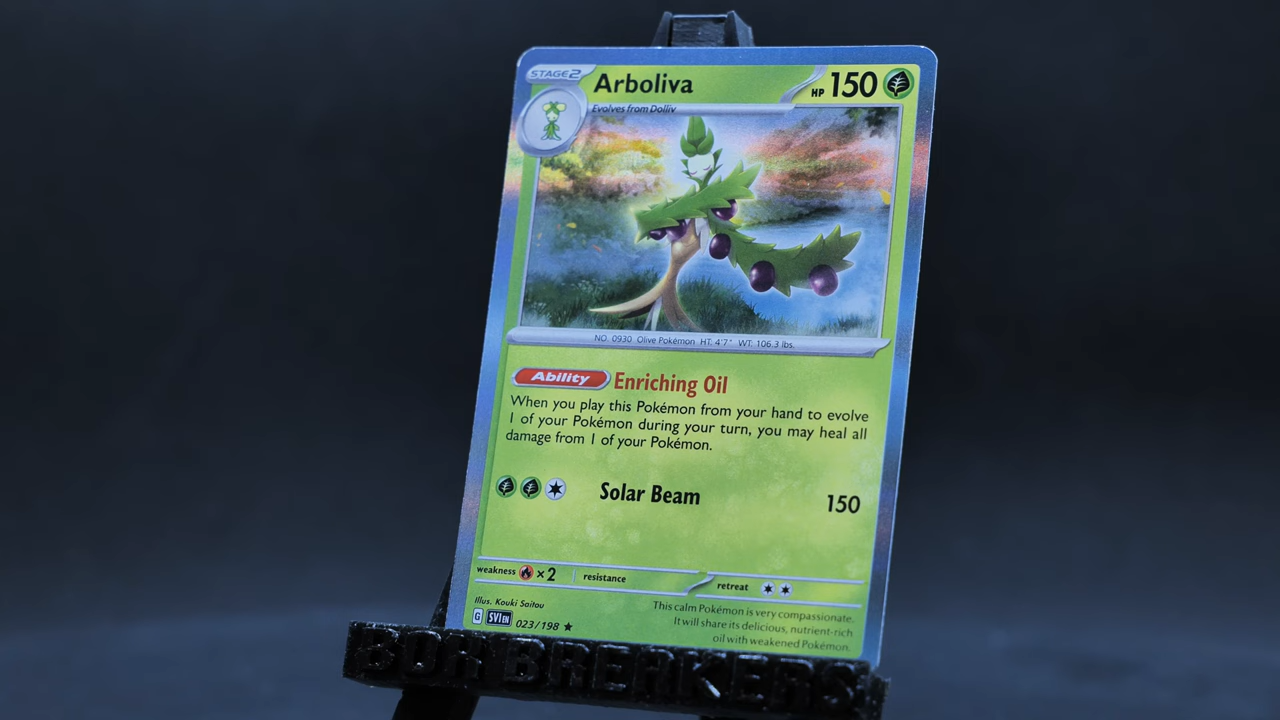 STAGE2
Arboliva
HP 150
Evolves from Dolliv
NO. 0930 Olive Pokémon HT: 4'7" WT: 106.3 lbs.
Ability Enriching Oil
When you play this Pokémon from your hand to evolve
1 of your Pokémon during your turn, you may heal all
damage from 1 of your Pokémon.
Solar Beam 150
weakness ×2 resistance retreat
Illus. Kouki Saitou
G SVI EN 023/198 ★
This calm Pokémon is very compassionate.
It will share its delicious, nutrient-rich
oil with weakened Pokémon.
BOX BREAKERS